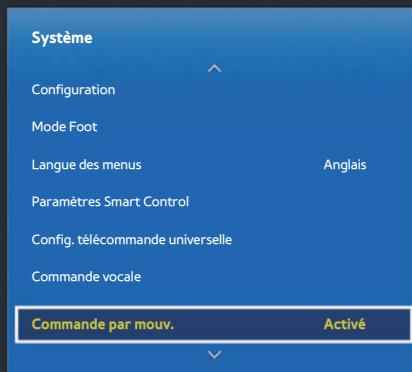 Système
Configuration
Mode Foot
Langue des menus Anglais
Paramètres Smart Control
Config. télécommande universelle
Commande vocale
Commande par mouv. Activé